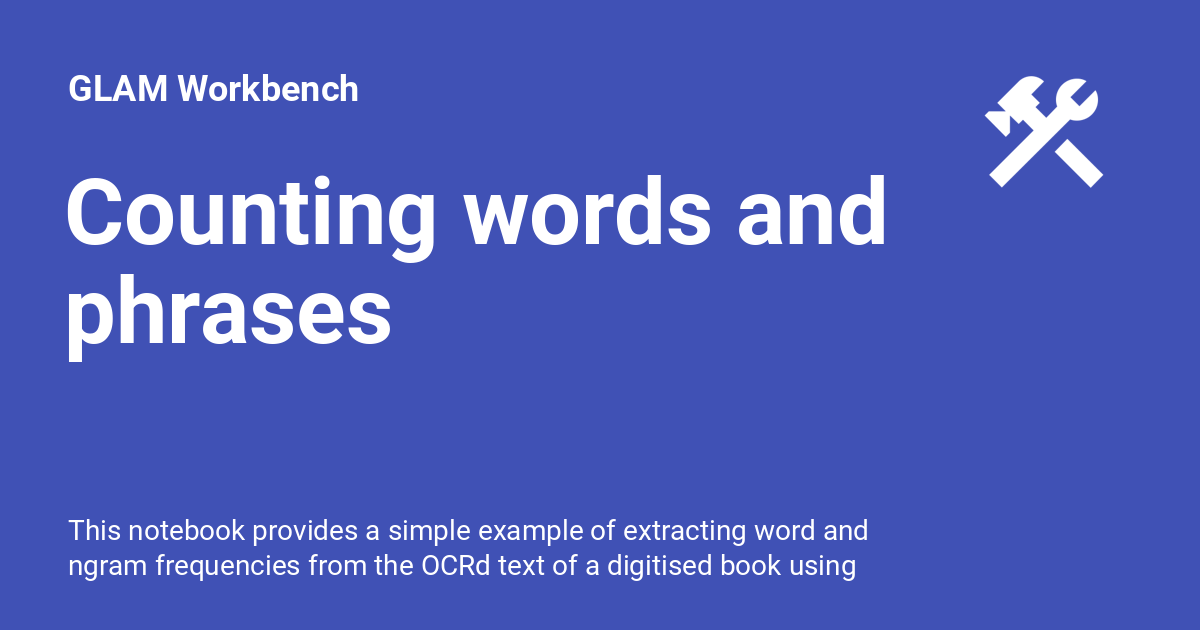 GLAM Workbench
Counting words and
phrases
This notebook provides a simple example of extracting word and
ngram frequencies from the OCRd text of a digitised book using